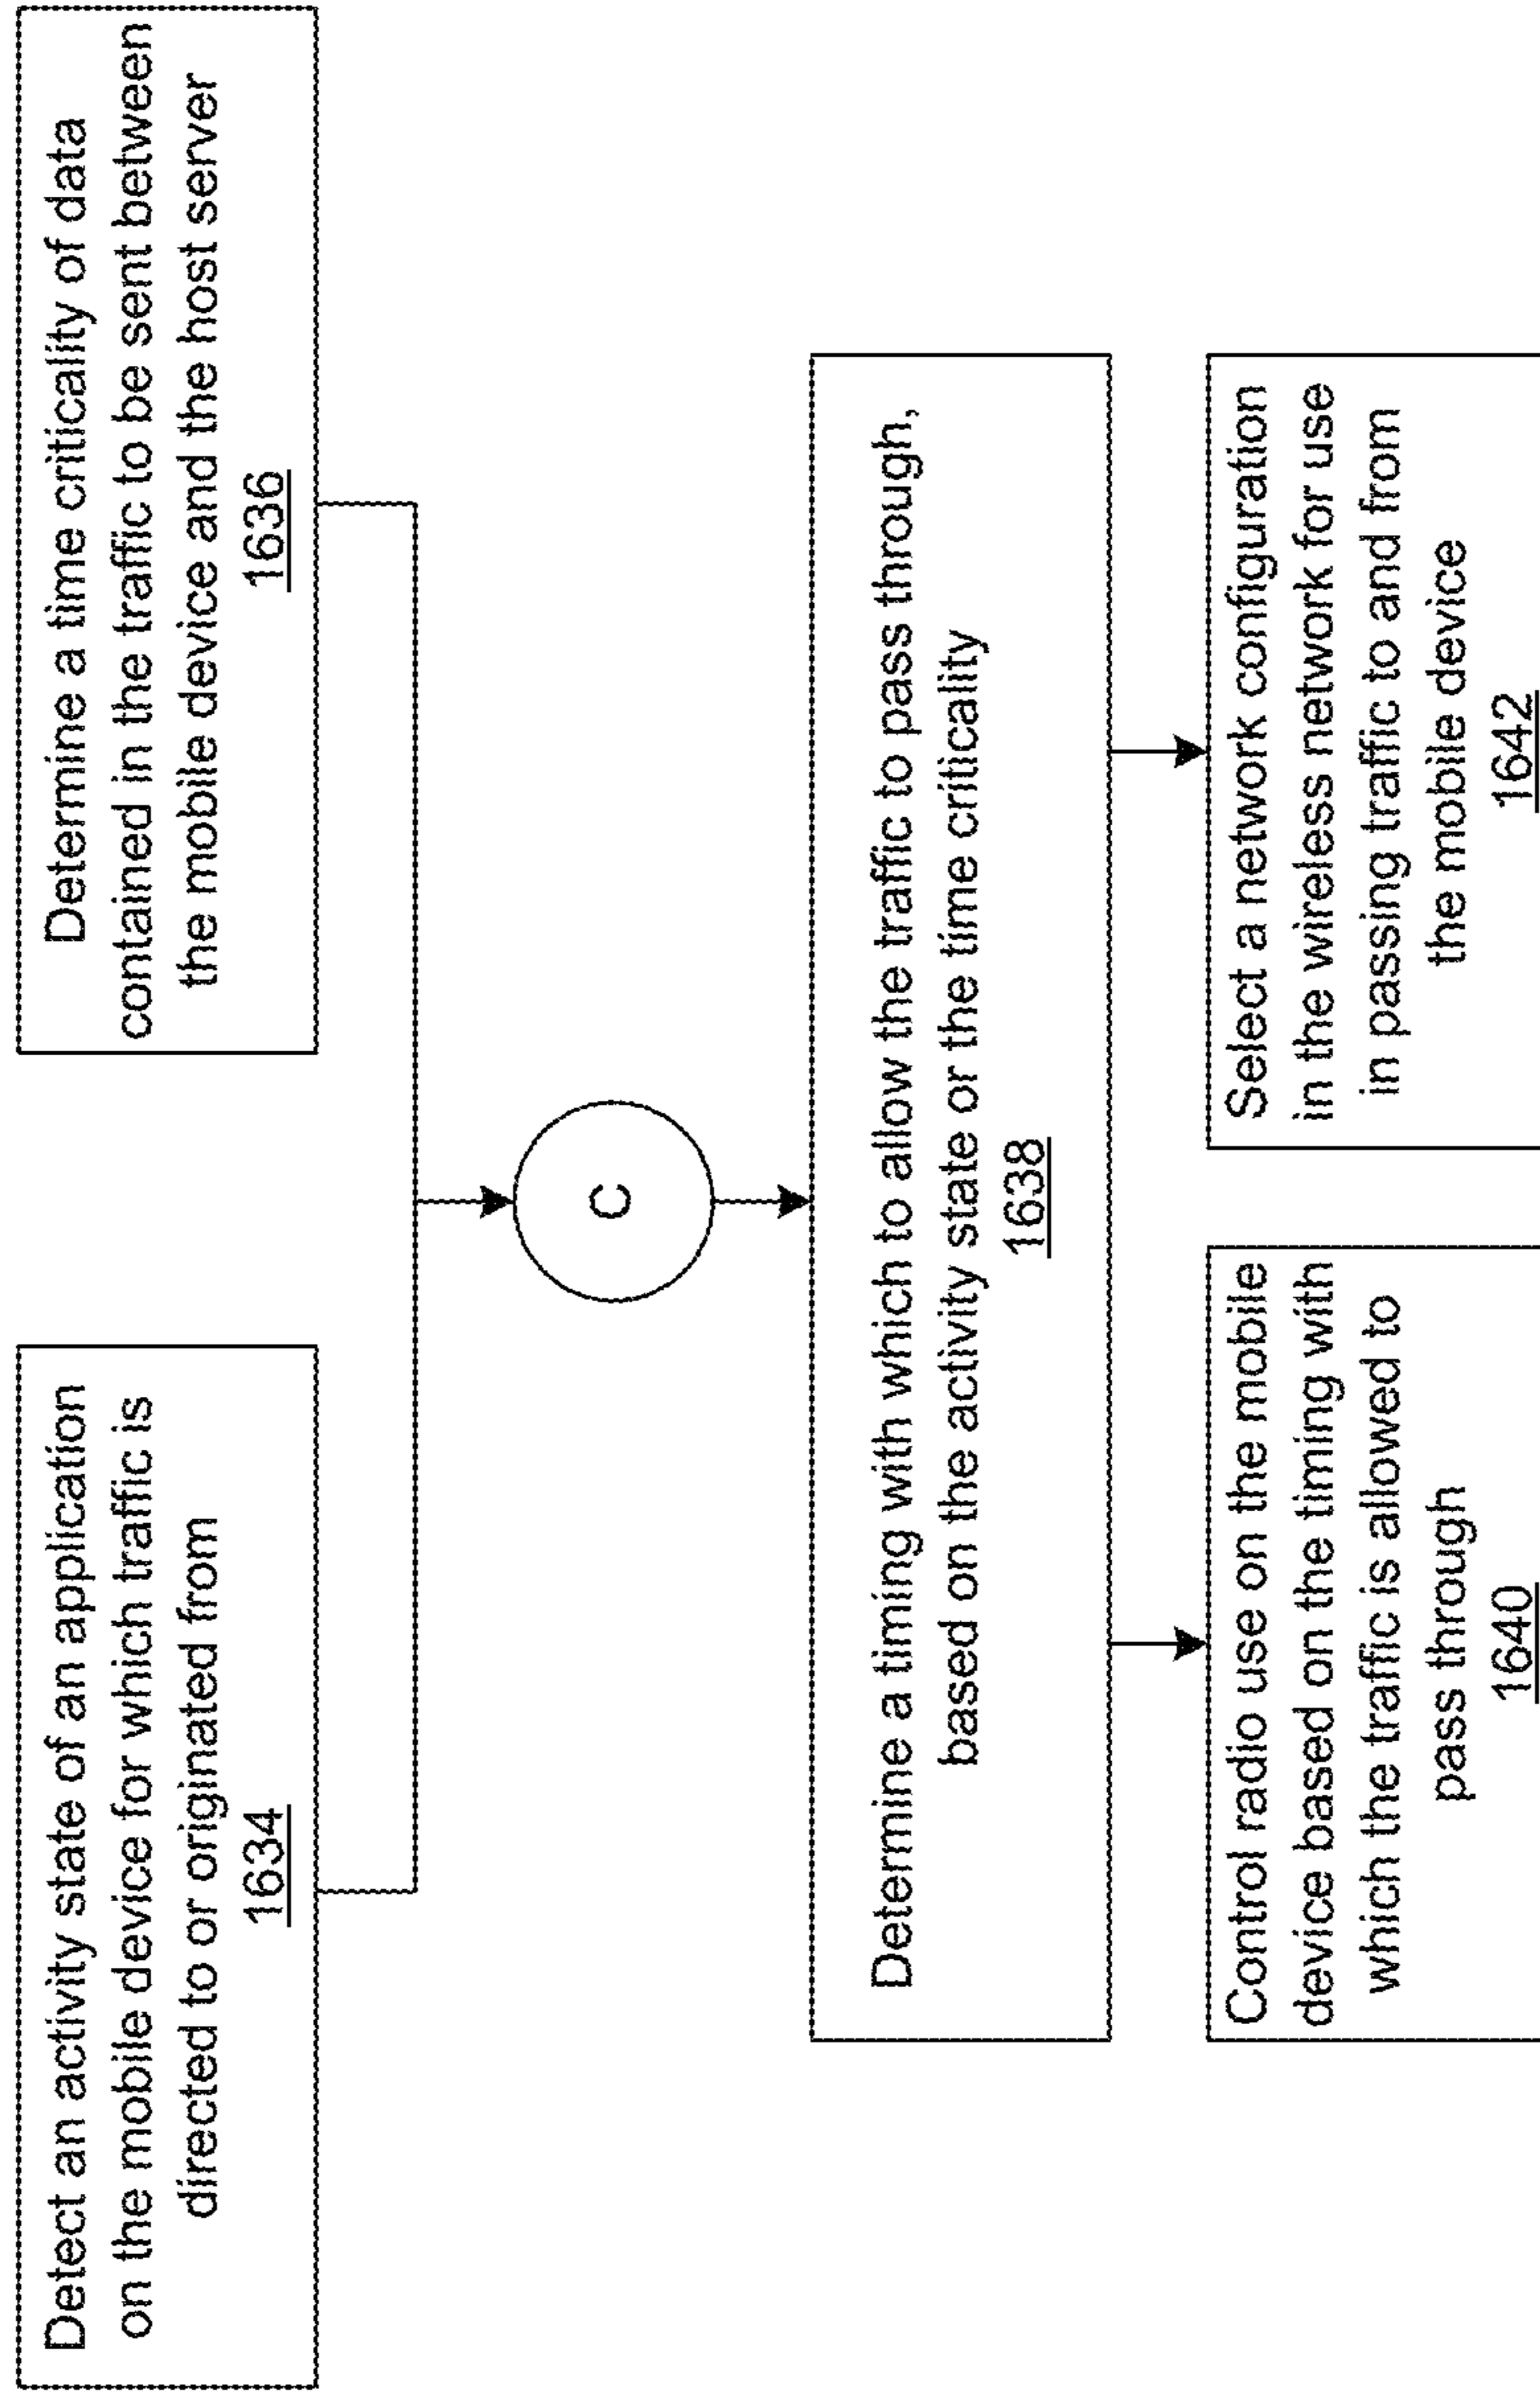 Detect an activity state of an application
on the mobile device for which traffic is
directed to or originated from
1634
Determine a time criticality of data
contained in the traffic to be sent between
the mobile device and the host server
1636
C
Determine a timing with which to allow the traffic to pass through,
based on the activity state or the time criticality
1638
Control radio use on the mobile
device based on the timing with
which the traffic is allowed to
pass through
1640
Select a network configuration
in the wireless network for use
in passing traffic to and from
the mobile device
1642